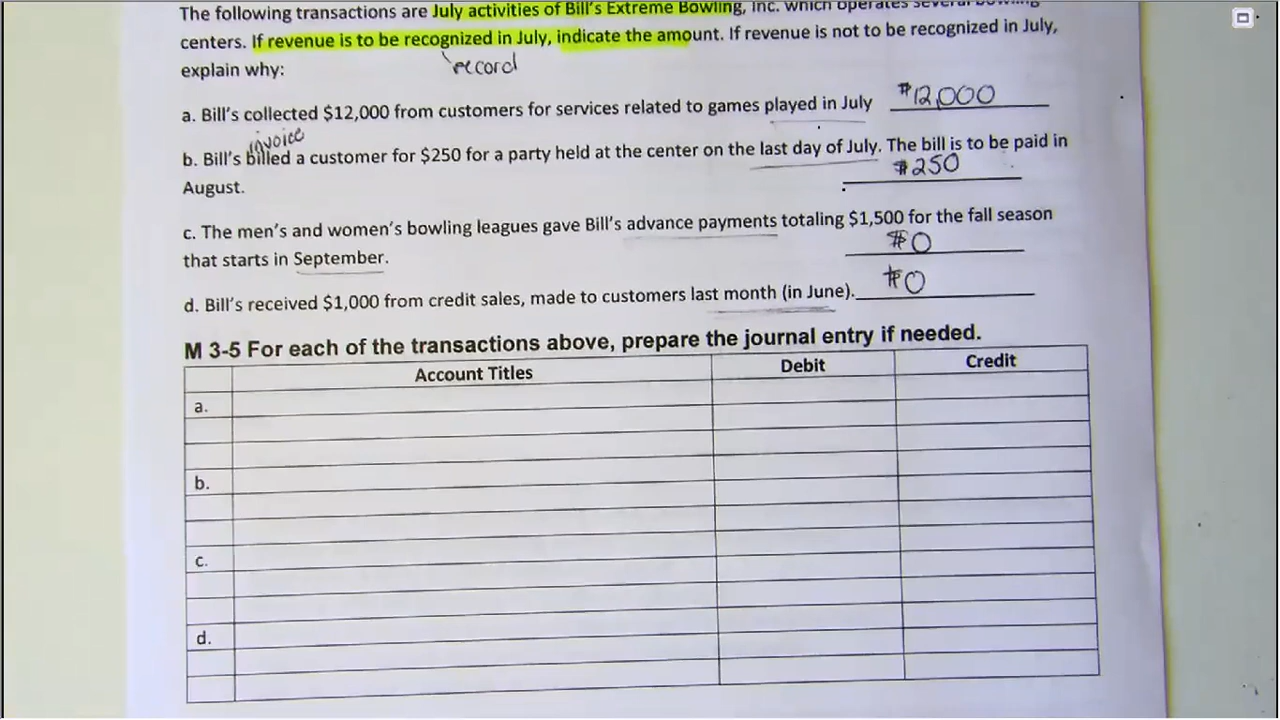 The following transactions are July activities of Bill's Extreme Bowling, Inc. which operates several
centers. If revenue is to be recognized in July, indicate the amount. If revenue is not to be recognized in July,
record
explain why:
a. Bill's collected $12,000 from customers for services related to games played in July $12,000
invoice
b. Bill's billed a customer for $250 for a party held at the center on the last day of July. The bill is to be paid in
August. $250
c. The men's and women's bowling leagues gave Bill's advance payments totaling $1,500 for the fall season
that starts in September. $0
d. Bill's received $1,000 from credit sales, made to customers last month (in June). $0
M 3-5 For each of the transactions above, prepare the journal entry if needed.
Account Titles Debit Credit
a.
b.
c.
d.